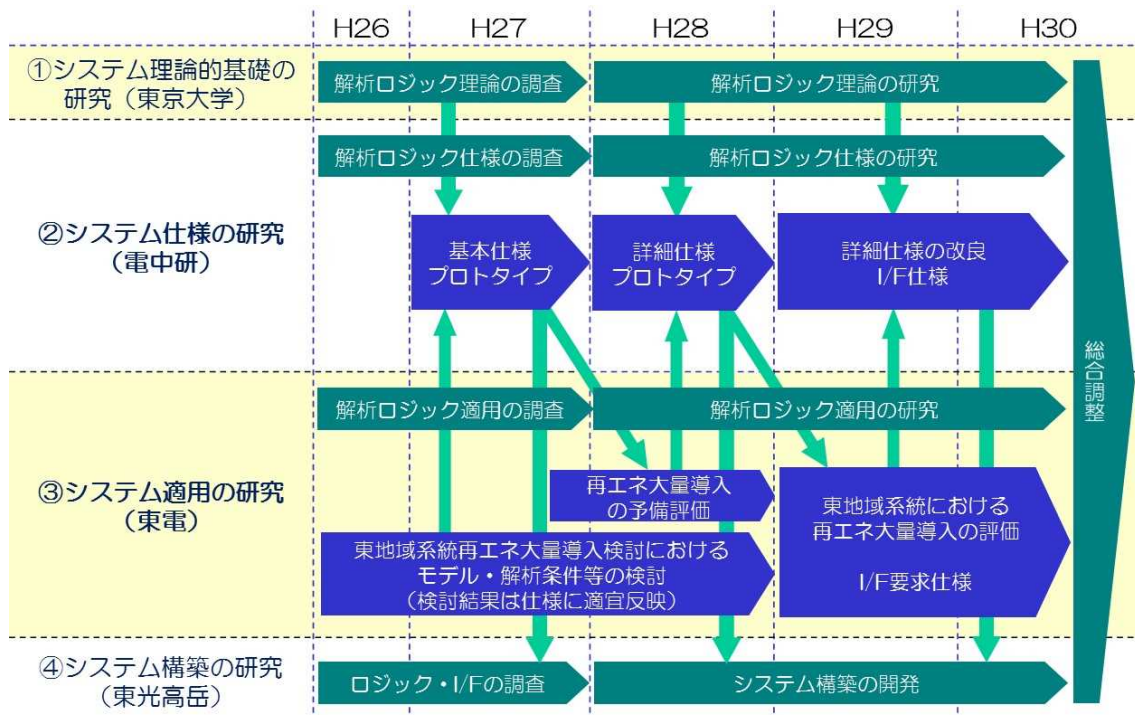 H26 H27 H28 H29 H30
①システム理論的基礎の
研究（東京大学）
解析ロジック理論の調査
解析ロジック理論の研究
②システム仕様の研究
（電中研）
解析ロジック仕様の調査
解析ロジック仕様の研究
基本仕様
プロトタイプ
詳細仕様
プロトタイプ
詳細仕様の改良
I/F仕様
③システム適用の研究
（東電）
解析ロジック適用の調査
解析ロジック適用の研究
再エネ大量導入
の予備評価
東地域系統再エネ大量導入検討における
モデル・解析条件等の検討
（検討結果は仕様に適宜反映）
東地域系統における
再エネ大量導入の評価
I/F要求仕様
④システム構築の研究
（東光高岳）
ロジック・I/Fの調査
システム構築の開発
総合調整